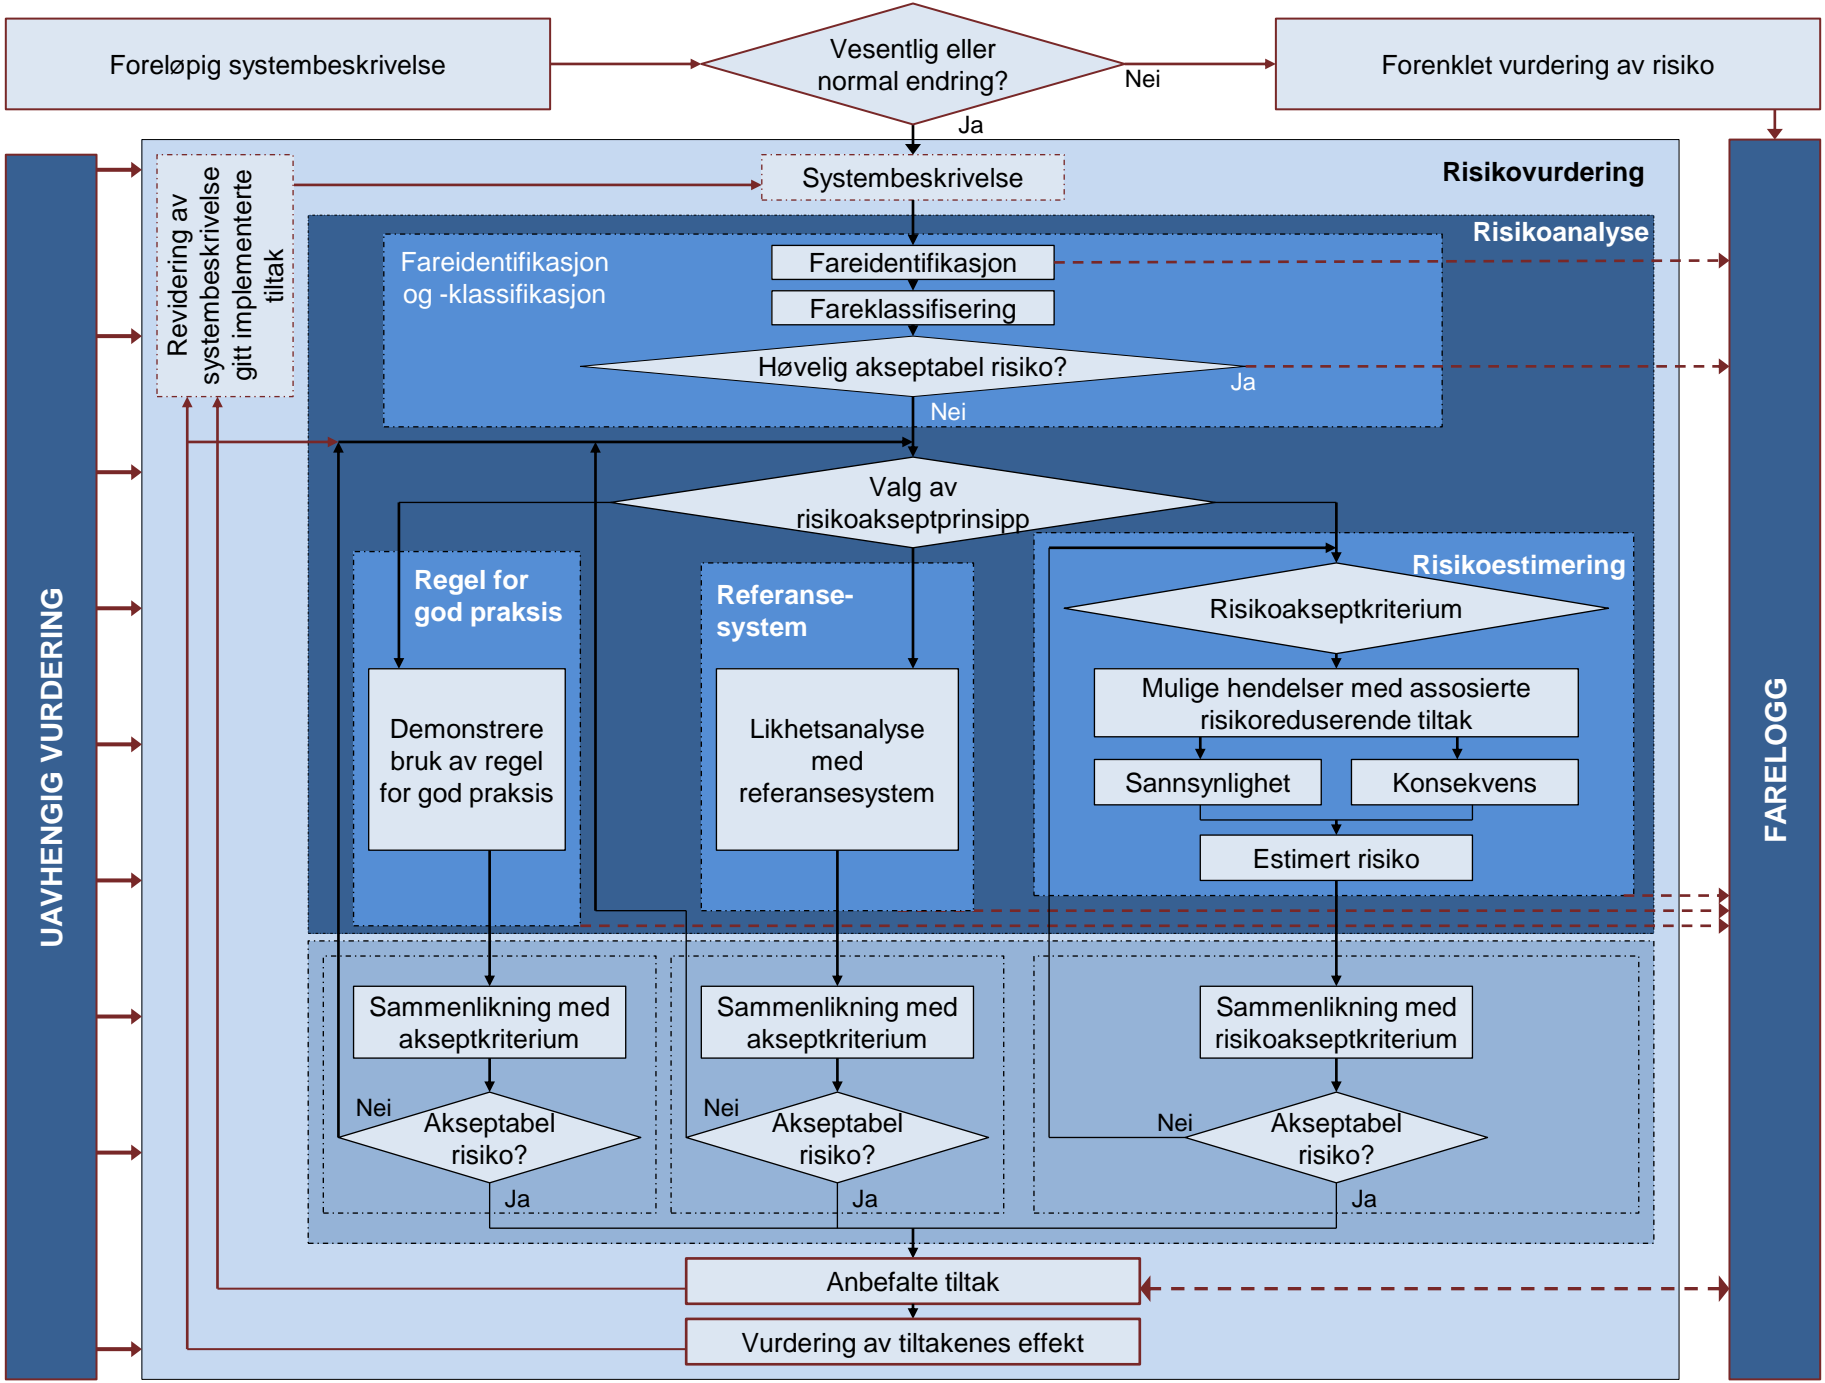 Foreløpig systembeskrivelse
Vesentlig eller
normal endring?
Nei
Forenklet vurdering av risiko
Ja
UAVHENGIG VURDERING
Revidering av
systembeskrivelse
gitt implementerte
tiltak
Systembeskrivelse
Risikovurdering
Risikoanalyse
Fareidentifikasjon
og -klassifikasjon
Fareidentifikasjon
Fareklassifisering
Høvelig akseptabel risiko?
Ja
Nei
Valg av
risikoakseptprinsipp
Regel for
god praksis
Referanse-
system
Risikoestimering
Risikoakseptkriterium
Demonstrere
bruk av regel
for god praksis
Likhetsanalyse
med
referansesystem
Mulige hendelser med assosierte
risikoreduserende tiltak
Sannsynlighet
Konsekvens
Estimert risiko
FARELOGG
Sammenlikning med
akseptkriterium
Sammenlikning med
akseptkriterium
Sammenlikning med
risikoakseptkriterium
Nei
Akseptabel
risiko?
Ja
Nei
Akseptabel
risiko?
Ja
Nei
Akseptabel
risiko?
Ja
Anbefalte tiltak
Vurdering av tiltakenes effekt